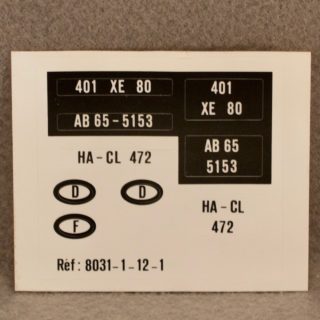 401 XE 80
AB 65-5153
401
XE 80
AB 65
5153
HA-CL 472
HA-CL
472
D
D
F
Réf: 8031-1-12-1